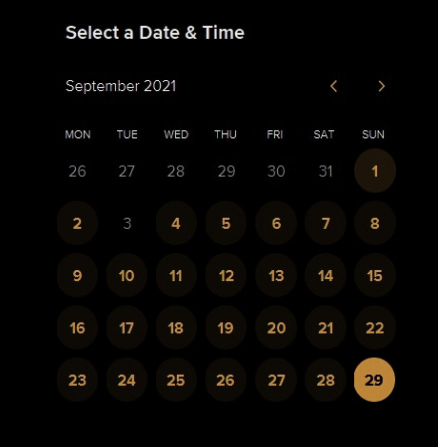 Select a Date & Time
September 2021
MON TUE WED THU FRI SAT SUN
26 27 28 29 30 31 1
2 3 4 5 6 7 8
9 10 11 12 13 14 15
16 17 18 19 20 21 22
23 24 25 26 27 28 29